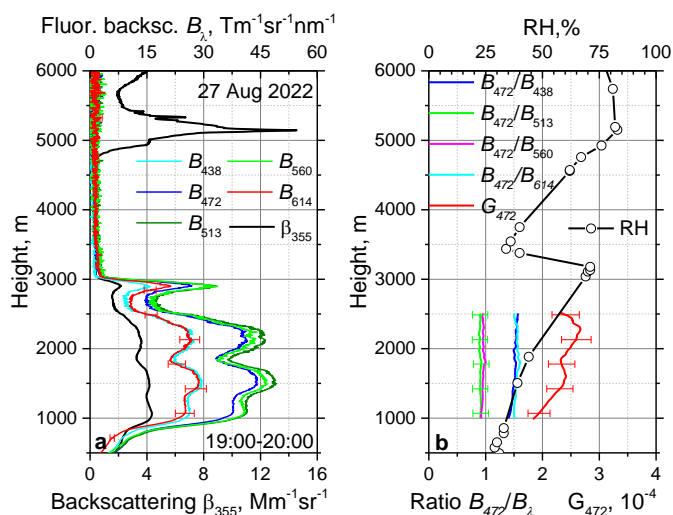 Fluor. backsc. B_λ, Tm⁻¹sr⁻¹nm⁻¹
0 15 30 45 60
6000
5000
4000
3000
2000
1000
Height, m
27 Aug 2022
B₄₃₈ B₅₆₀
B₄₇₂ B₆₁₄
B₅₁₃ β₃₅₅
a
19:00-20:00
0 4 8 12 16
Backscattering β₃₅₅, Mm⁻¹sr⁻¹
RH,%
0 25 50 75 100
6000
5000
4000
3000
2000
1000
Height, m
B₄₇₂/B₄₃₈
B₄₇₂/B₅₁₃
B₄₇₂/B₅₆₀
B₄₇₂/B₆₁₄
G₄₇₂
RH
b
0 1 2 3 4
Ratio B₄₇₂/B_λ G₄₇₂, 10⁻⁴